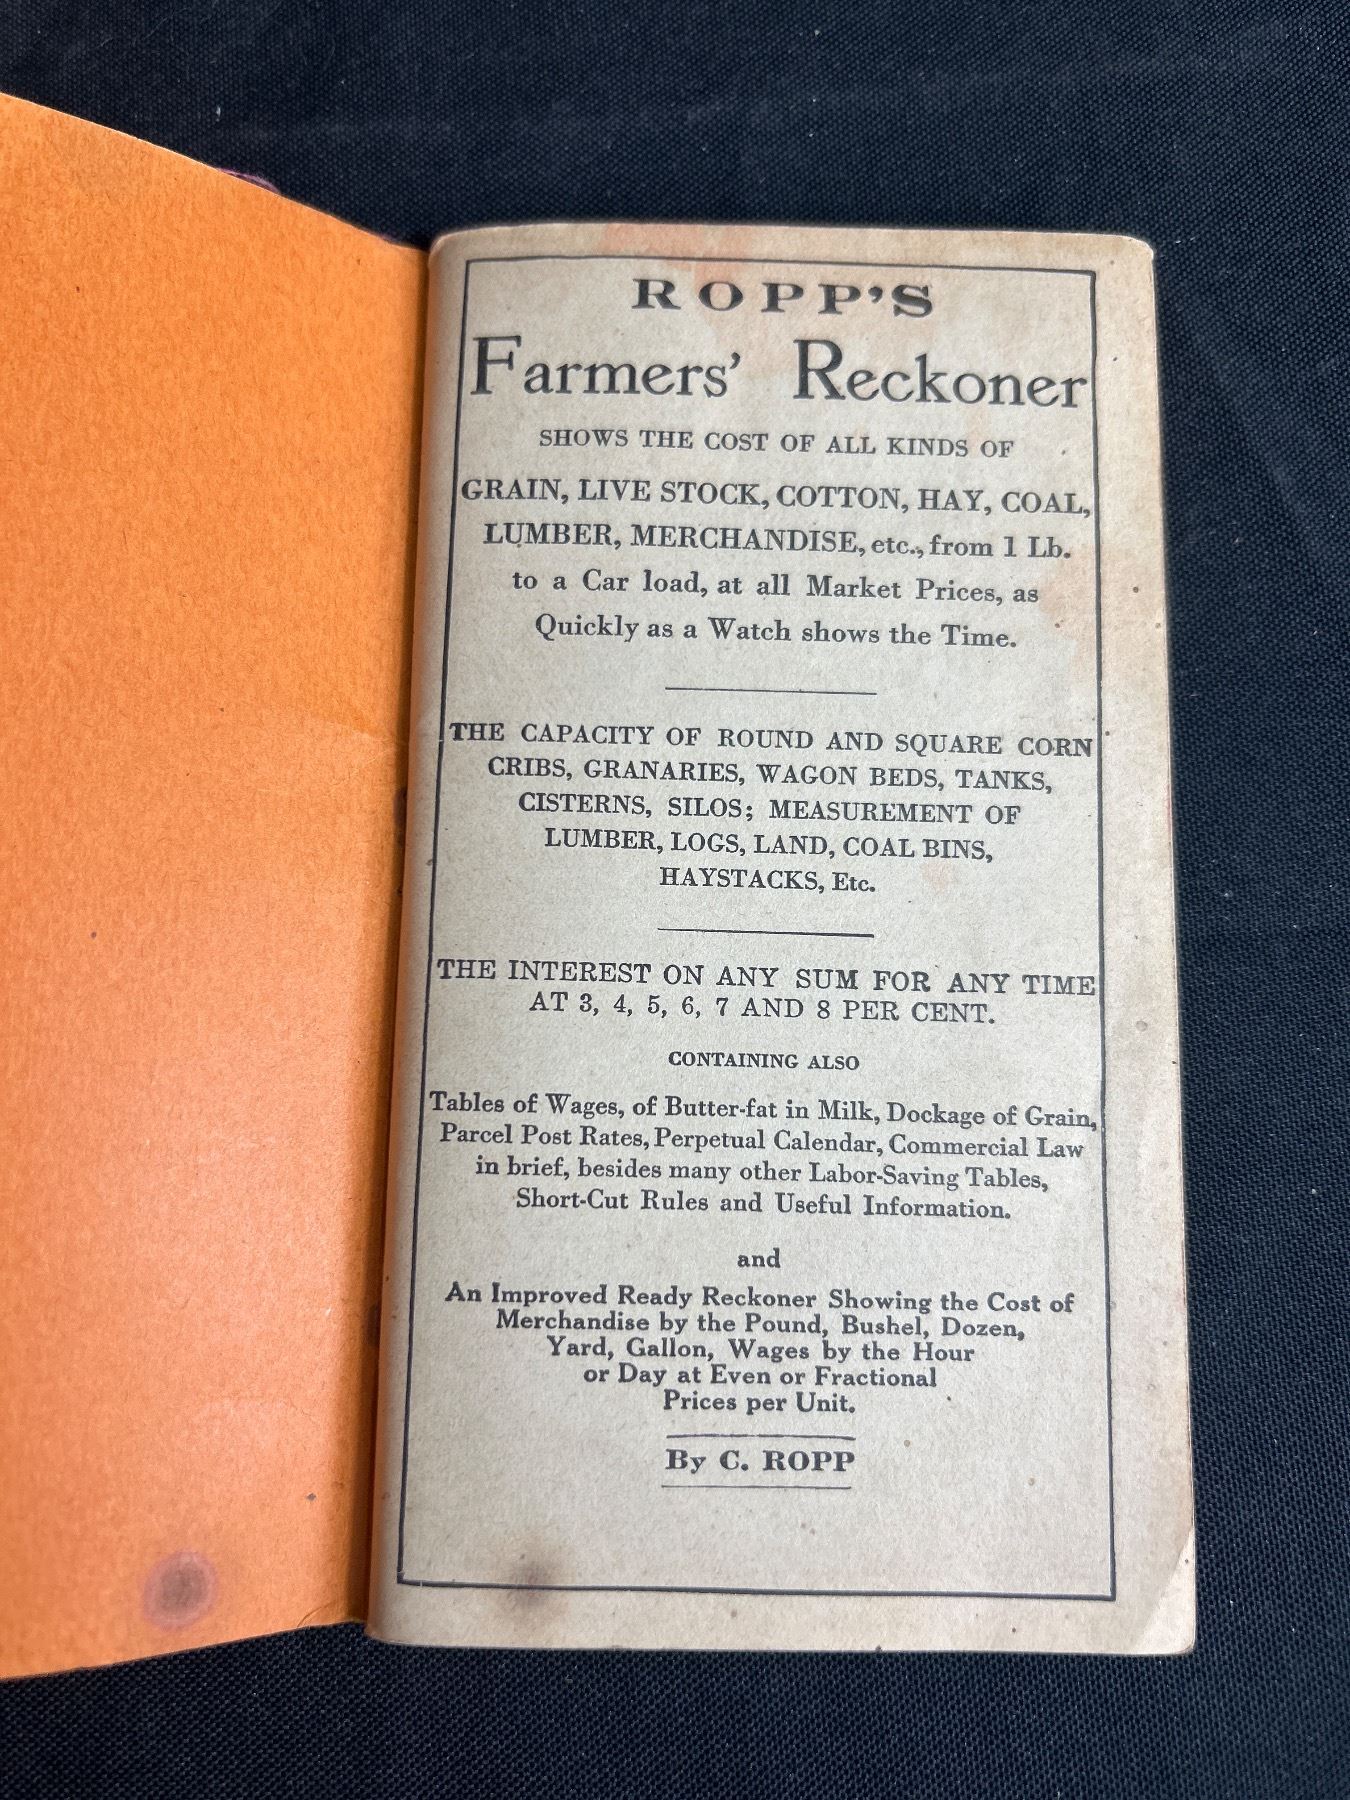 ROPP'S
Farmers' Reckoner
SHOWS THE COST OF ALL KINDS OF
GRAIN, LIVE STOCK, COTTON, HAY, COAL,
LUMBER, MERCHANDISE, etc., from 1 Lb.
to a Car load, at all Market Prices, as
Quickly as a Watch shows the Time.
THE CAPACITY OF ROUND AND SQUARE CORN
CRIBS, GRANARIES, WAGON BEDS, TANKS,
CISTERNS, SILOS; MEASUREMENT OF
LUMBER, LOGS, LAND, COAL BINS,
HAYSTACKS, Etc.
THE INTEREST ON ANY SUM FOR ANY TIME
AT 3, 4, 5, 6, 7 AND 8 PER CENT.
CONTAINING ALSO
Tables of Wages, of Butter-fat in Milk, Dockage of Grain,
Parcel Post Rates, Perpetual Calendar, Commercial Law
in brief, besides many other Labor-Saving Tables,
Short-Cut Rules and Useful Information.
and
An Improved Ready Reckoner Showing the Cost of
Merchandise by the Pound, Bushel, Dozen,
Yard, Gallon, Wages by the Hour
or Day at Even or Fractional
Prices per Unit.
By C. ROPP